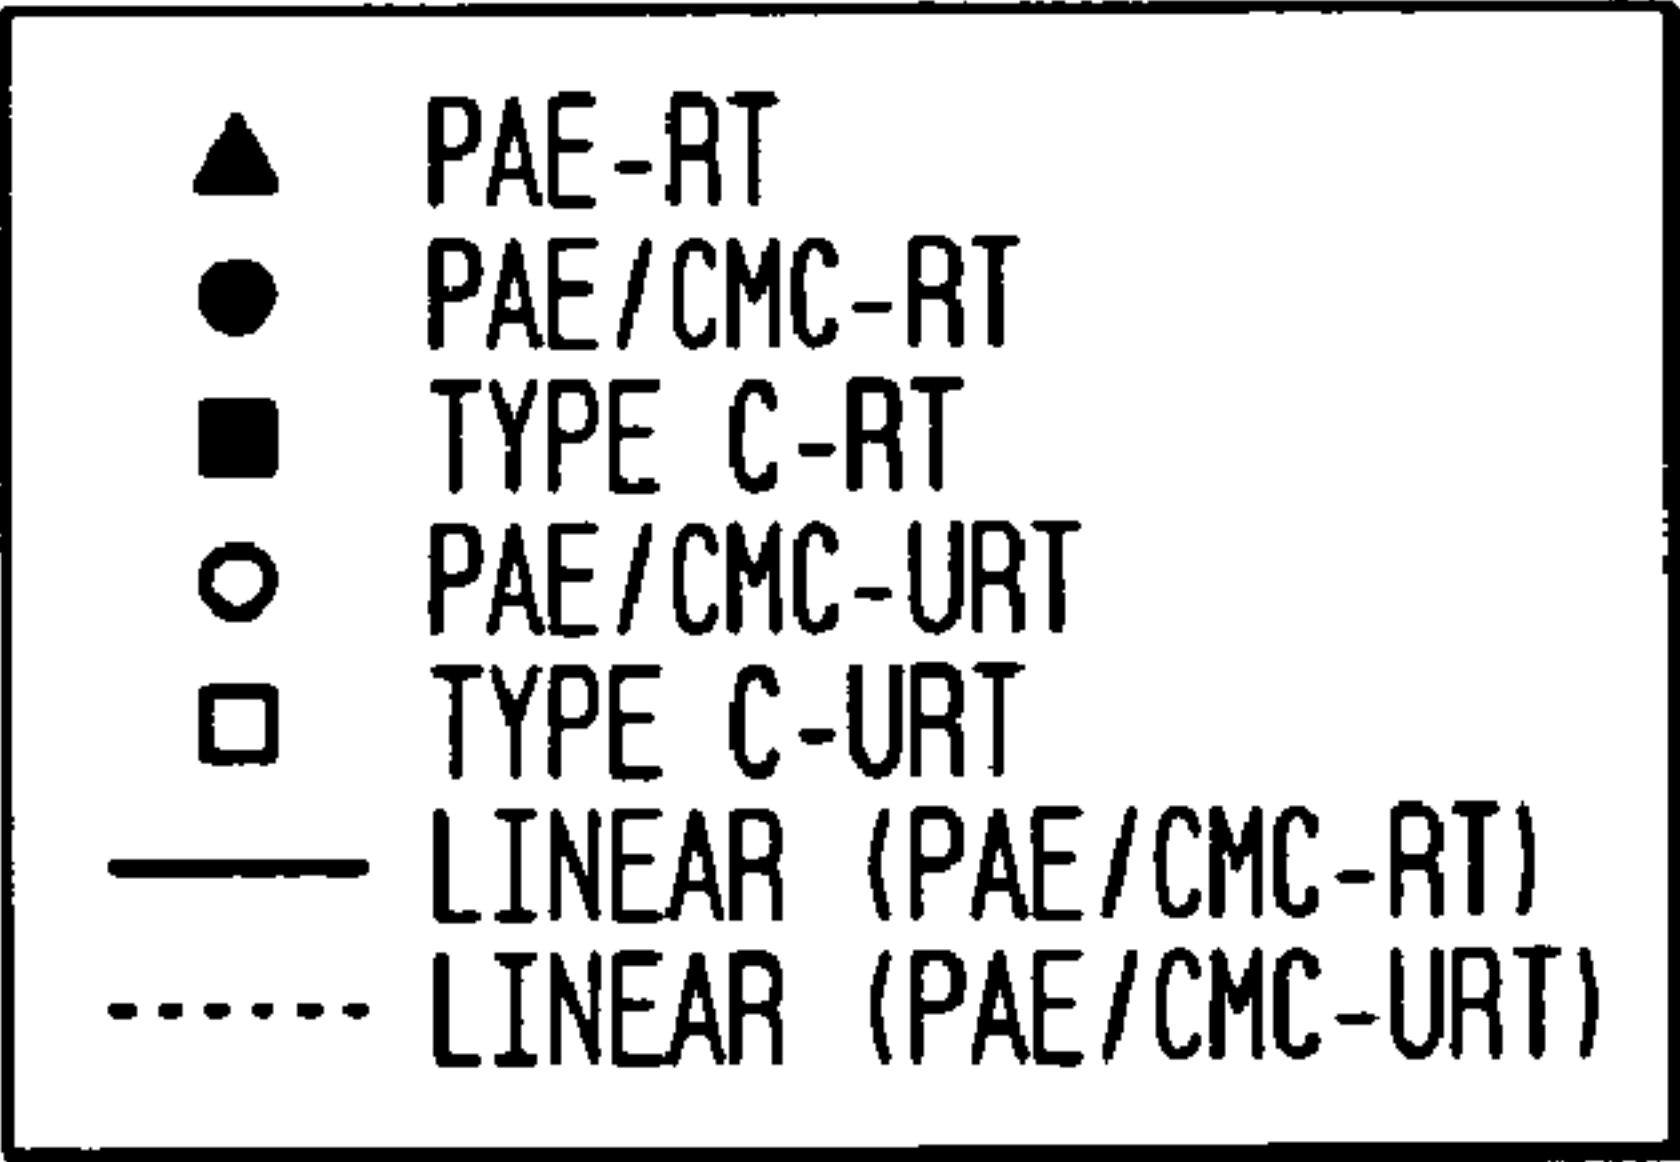 PAE-RT
PAE/CMC-RT
TYPE C-RT
PAE/CMC-URT
TYPE C-URT
LINEAR (PAE/CMC-RT)
LINEAR (PAE/CMC-URT)